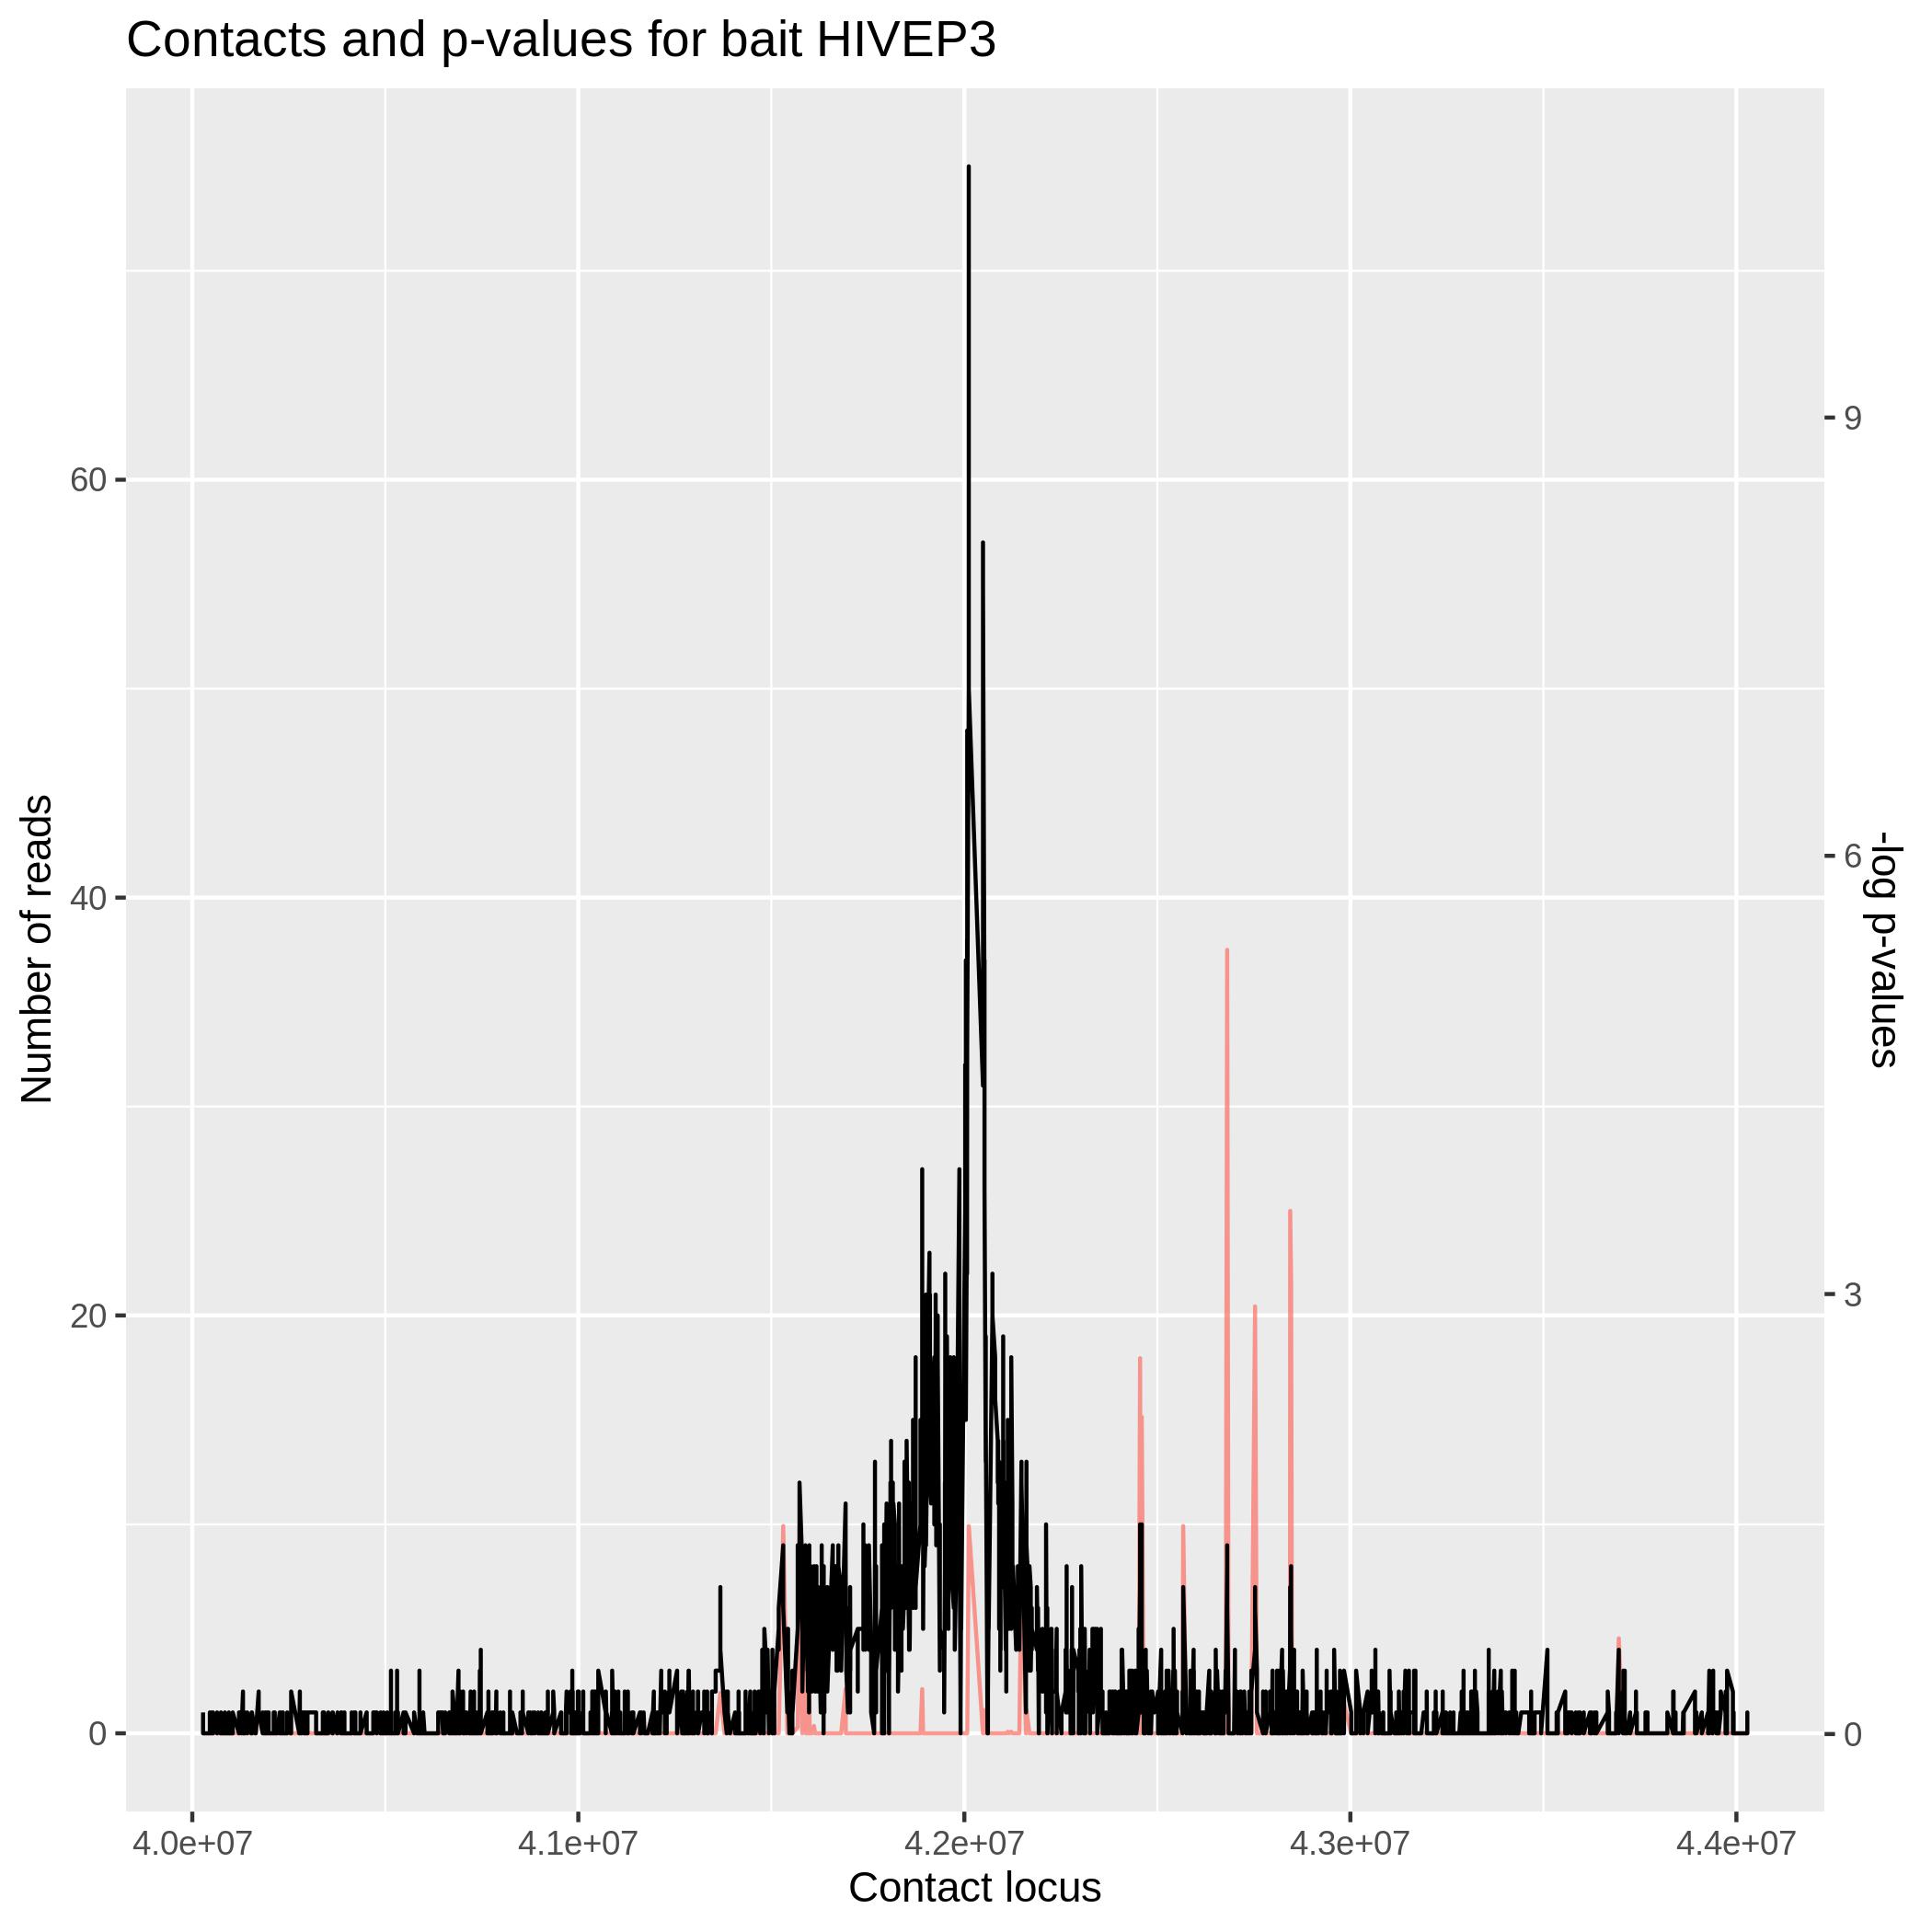 Contacts and p-values for bait HIVEP3
Number of reads
60
40
20
0
9
6
3
0
-log p-values
4.0e+07
4.1e+07
4.2e+07
4.3e+07
4.4e+07
Contact locus